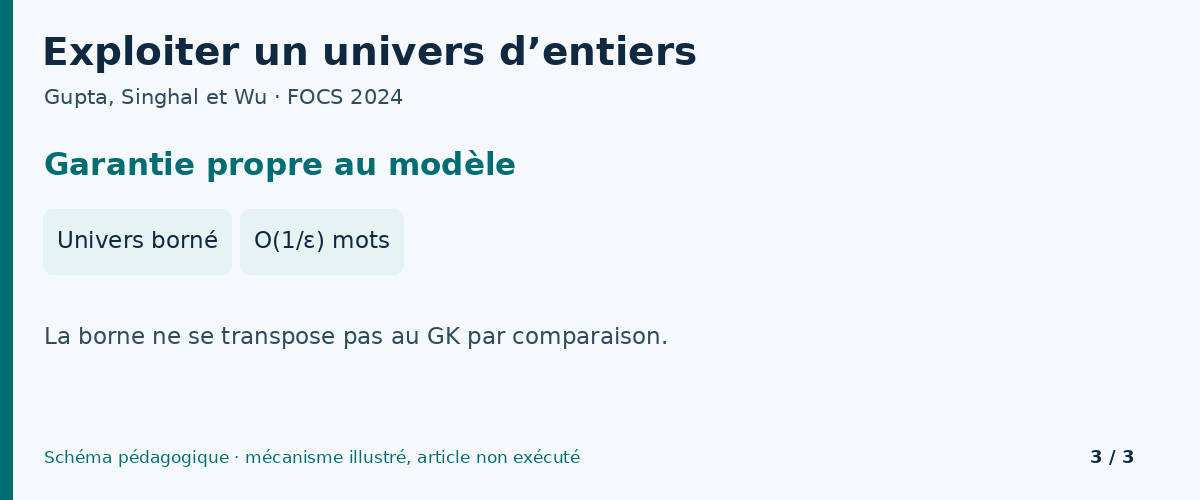 Exploiter un univers d’entiers
Gupta, Singhal et Wu · FOCS 2024
Garantie propre au modèle
Univers borné
O(1/ε) mots
La borne ne se transpose pas au GK par comparaison.
Schéma pédagogique · mécanisme illustré, article non exécuté
3 / 3